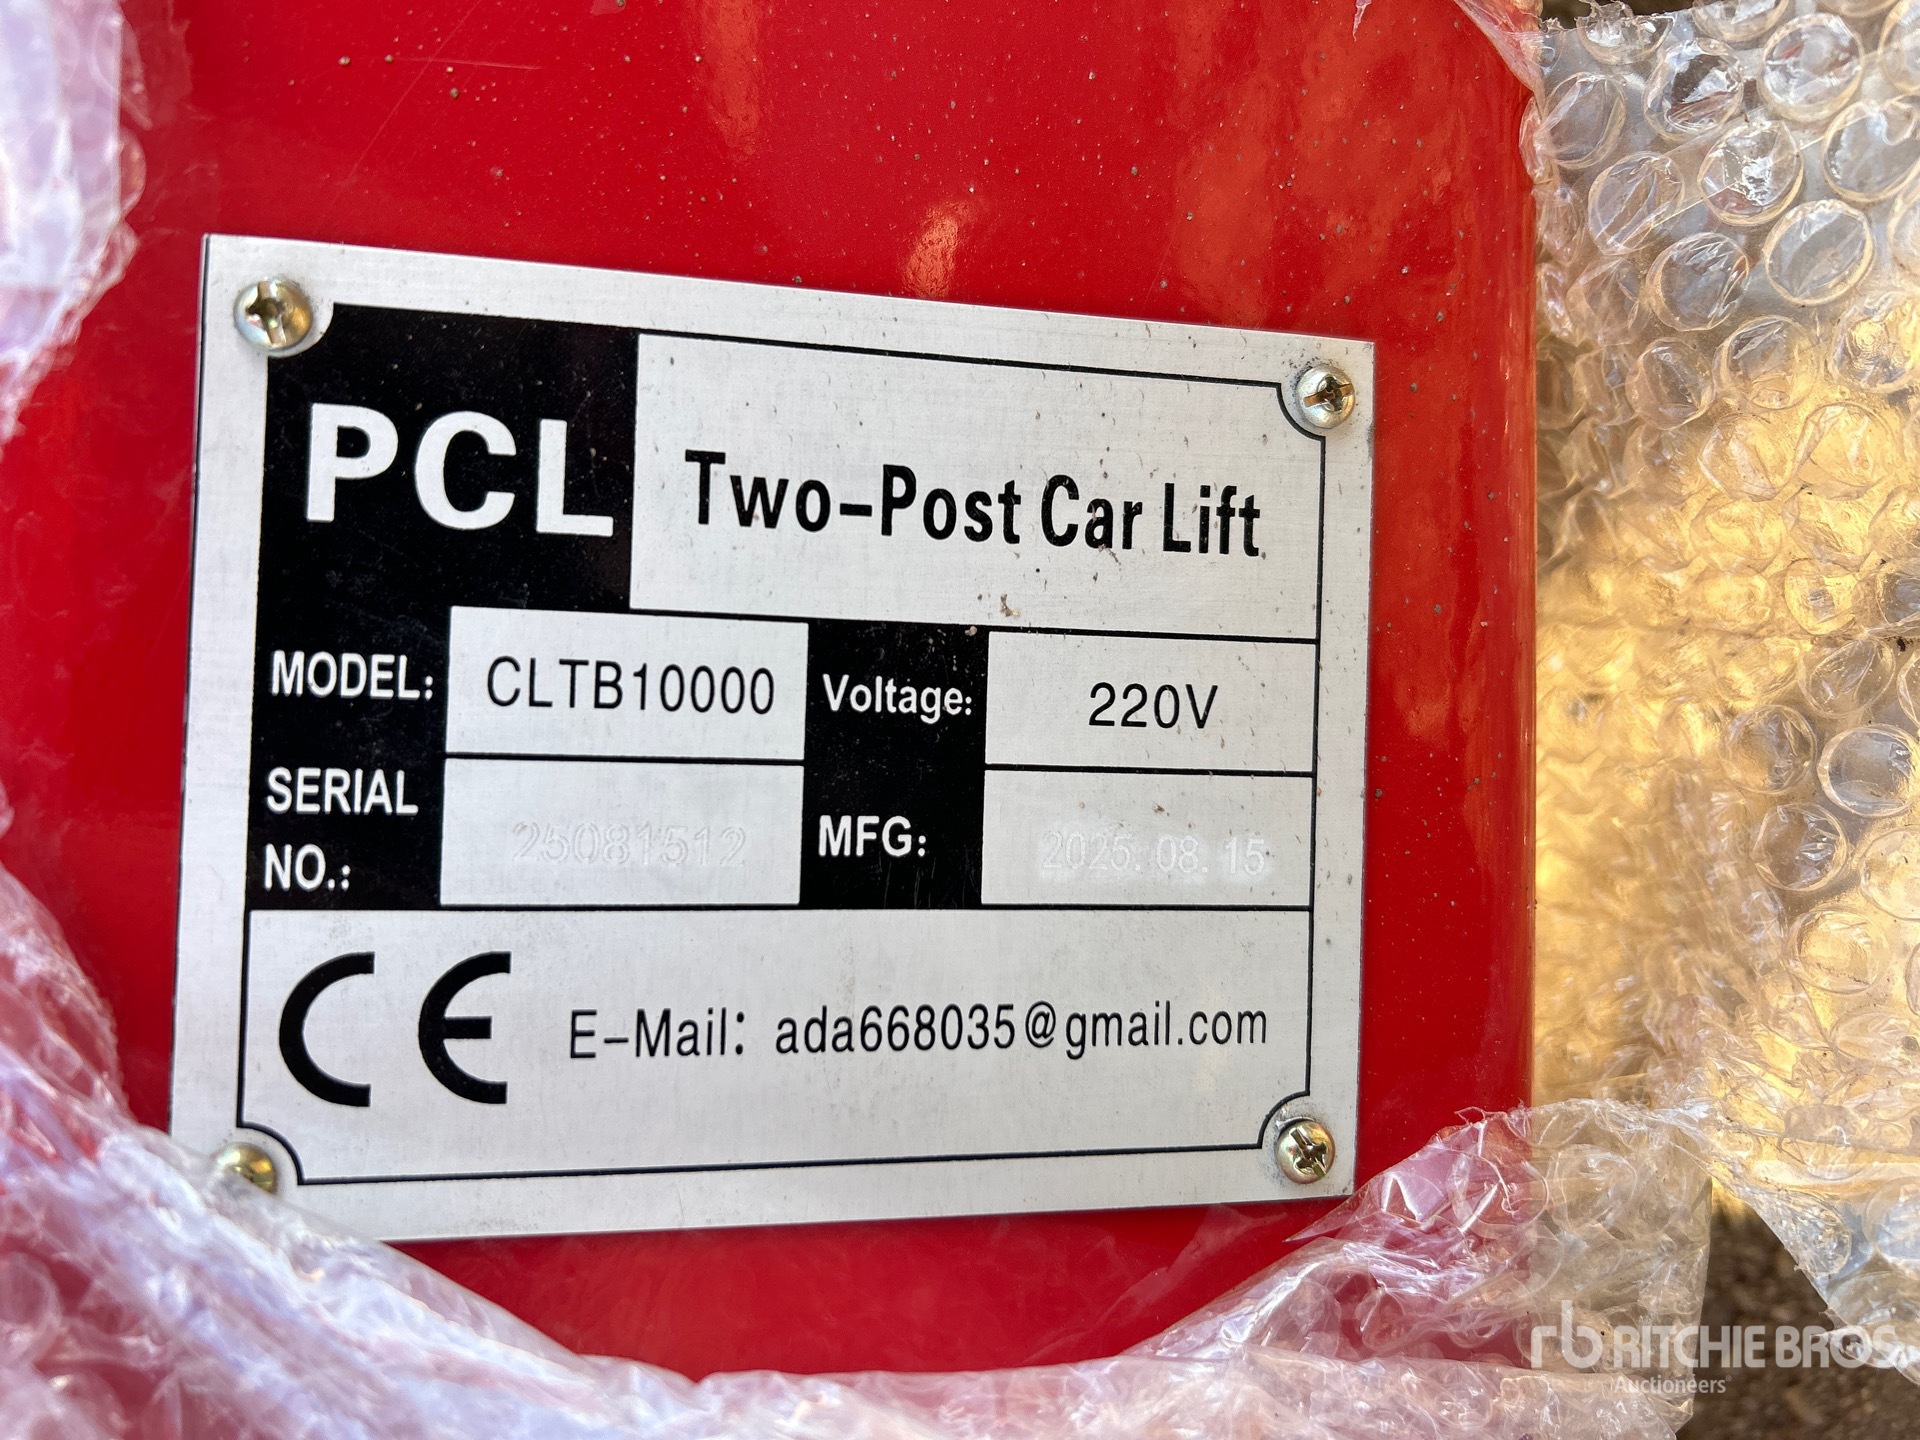 PCL
Two-Post Car Lift
MODEL: CLTB10000 Voltage: 220V
SERIAL NO.: 25081512 MFG: 2025.08.15
CE E-Mail: ada668035@gmail.com
rb RITCHIE BROS
Auctioneers